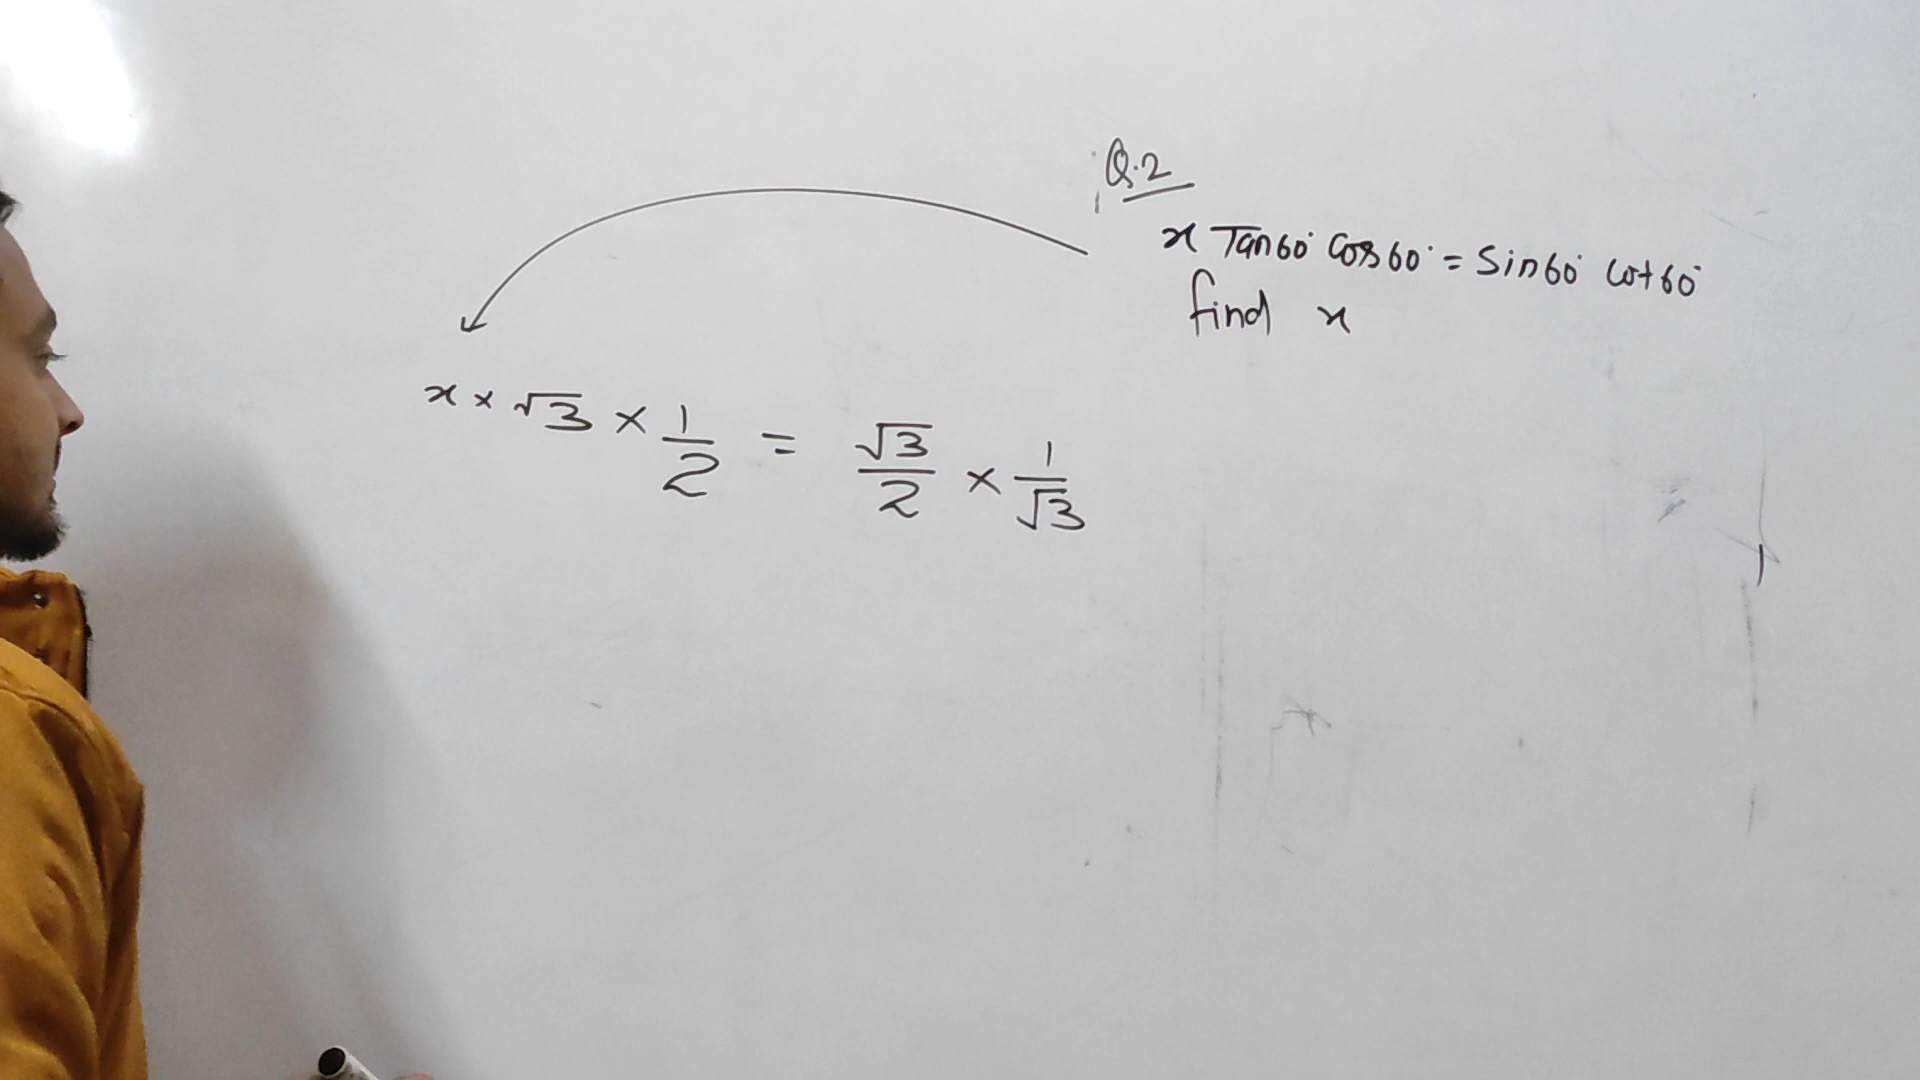 Q.2
x Tan60° Cos60° = Sin60° Cot60°
find x
x × √3 × 1/2 = √3/2 × 1/√3